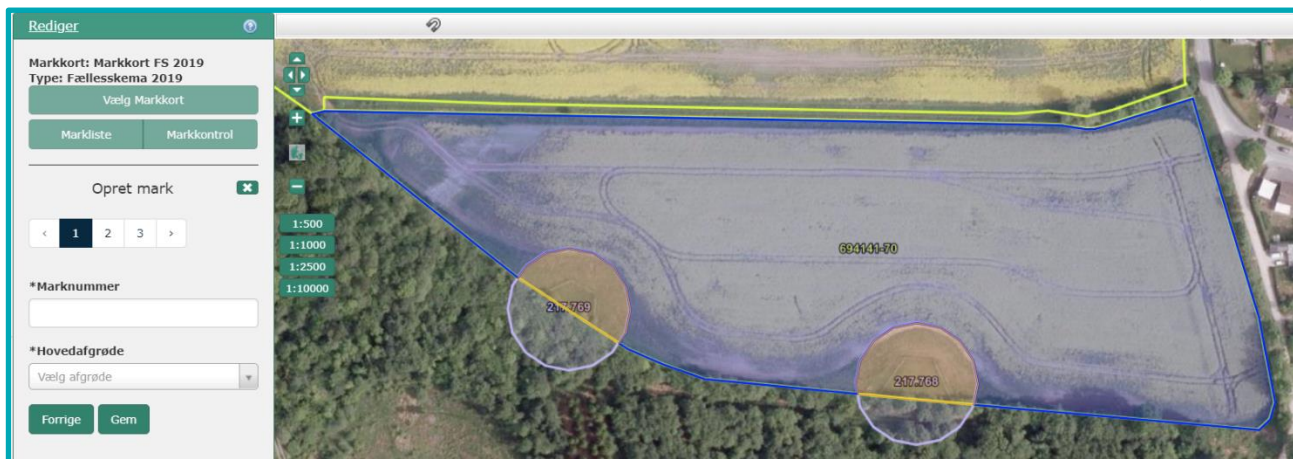 Rediger
Markkort: Markkort FS 2019
Type: Fællesskema 2019
Vælg Markkort
Markliste Markkontrol
Opret mark
‹ 1 2 3 ›
*Marknummer
*Hovedafgrøde
Vælg afgrøde
Forrige Gem
1:500
1:1000
1:2500
1:10000
694141-70
217.769
217.768